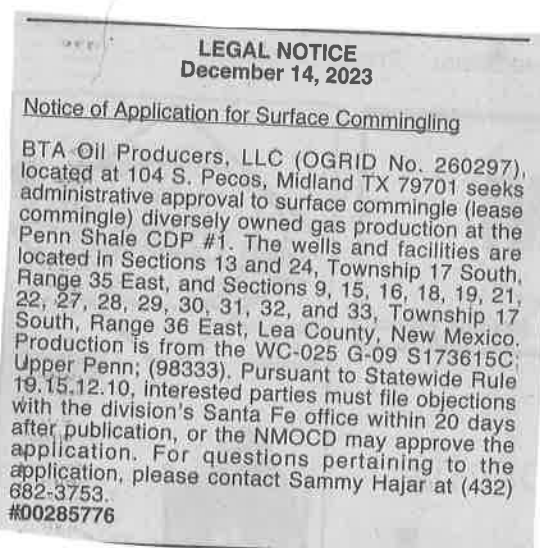 LEGAL NOTICE
December 14, 2023
Notice of Application for Surface Commingling
BTA Oil Producers, LLC (OGRID No. 260297),
located at 104 S. Pecos, Midland TX 79701 seeks
administrative approval to surface commingle (lease
commingle) diversely owned gas production at the
Penn Shale CDP #1. The wells and facilities are
located in Sections 13 and 24, Township 17 South,
Range 35 East, and Sections 9, 15, 16, 18, 19, 21,
22, 27, 28, 29, 30, 31, 32, and 33, Township 17
South, Range 36 East, Lea County, New Mexico.
Production is from the WC-025 G-09 S173615C;
Upper Penn; (98333). Pursuant to Statewide Rule
19.15.12.10, interested parties must file objections
with the division's Santa Fe office within 20 days
after publication, or the NMOCD may approve the
application. For questions pertaining to the
application, please contact Sammy Hajar at (432)
682-3753.
#00285776